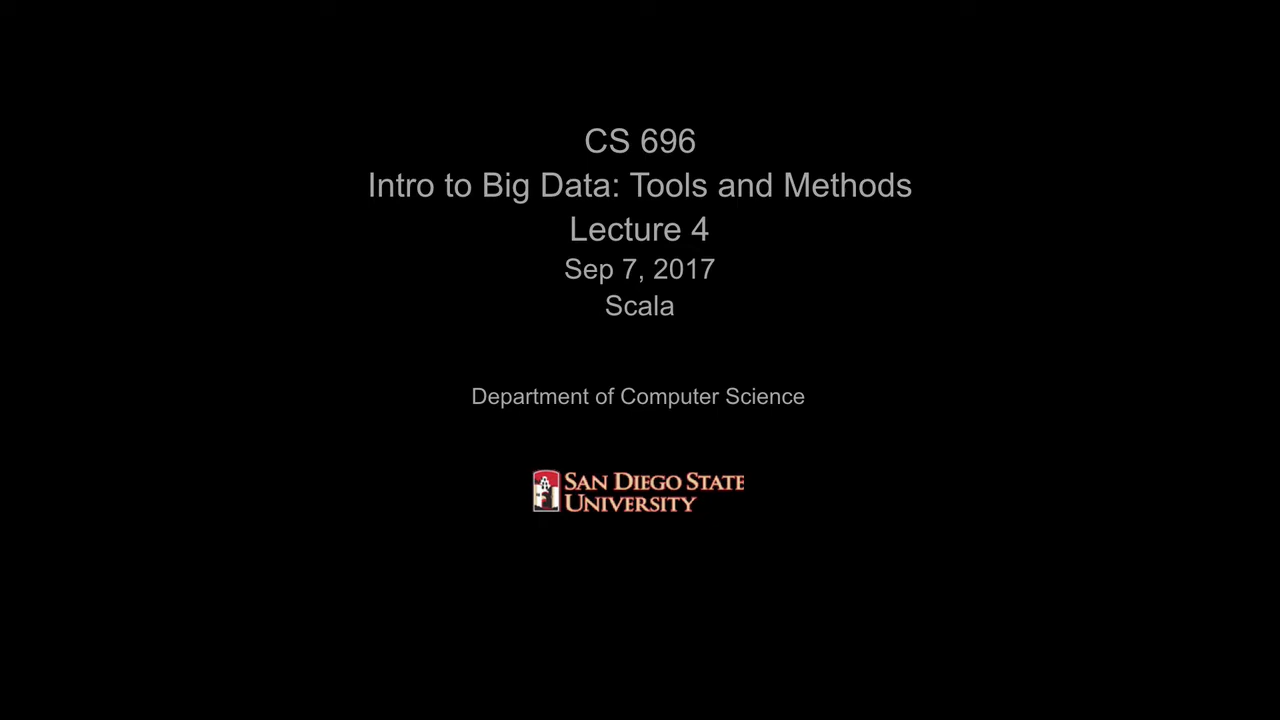 CS 696
Intro to Big Data: Tools and Methods
Lecture 4
Sep 7, 2017
Scala
Department of Computer Science
SAN DIEGO STATE
UNIVERSITY